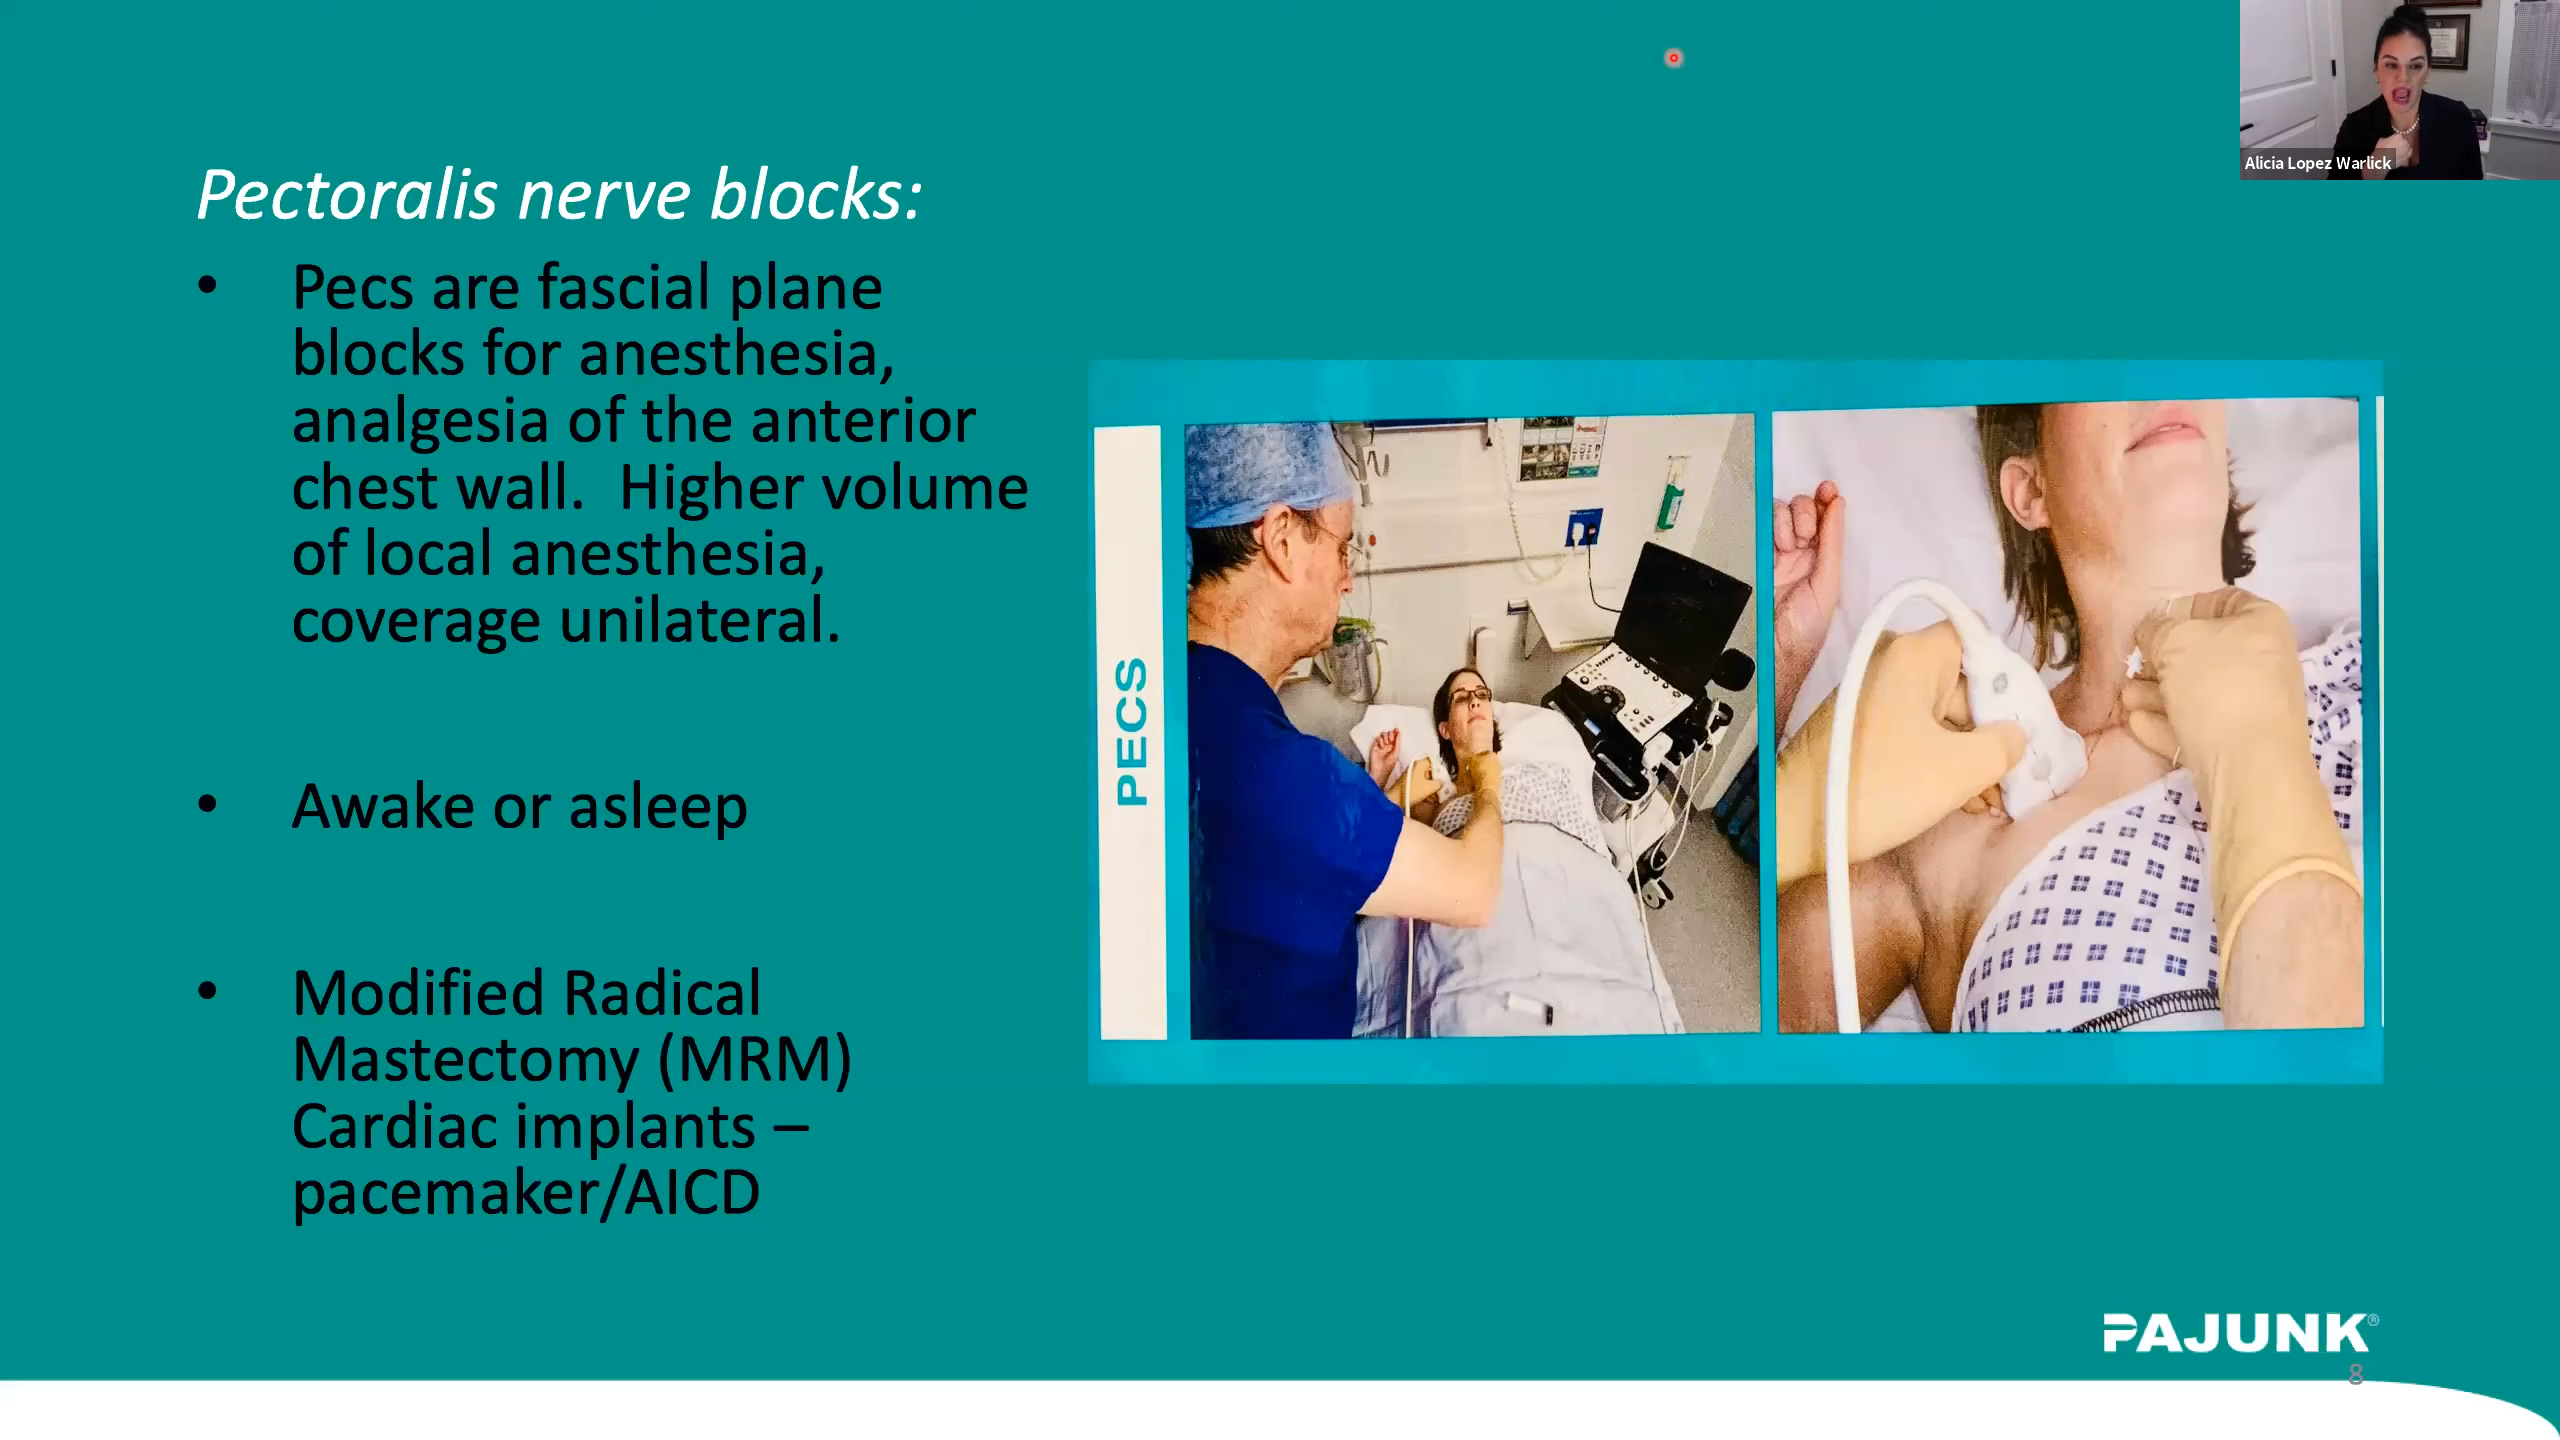 Alicia Lopez Warlick
Pectoralis nerve blocks:
• Pecs are fascial plane
blocks for anesthesia,
analgesia of the anterior
chest wall.  Higher volume
of local anesthesia,
coverage unilateral.
• Awake or asleep
• Modified Radical
Mastectomy (MRM)
Cardiac implants –
pacemaker/AICD
PECS
PAJUNK®
8